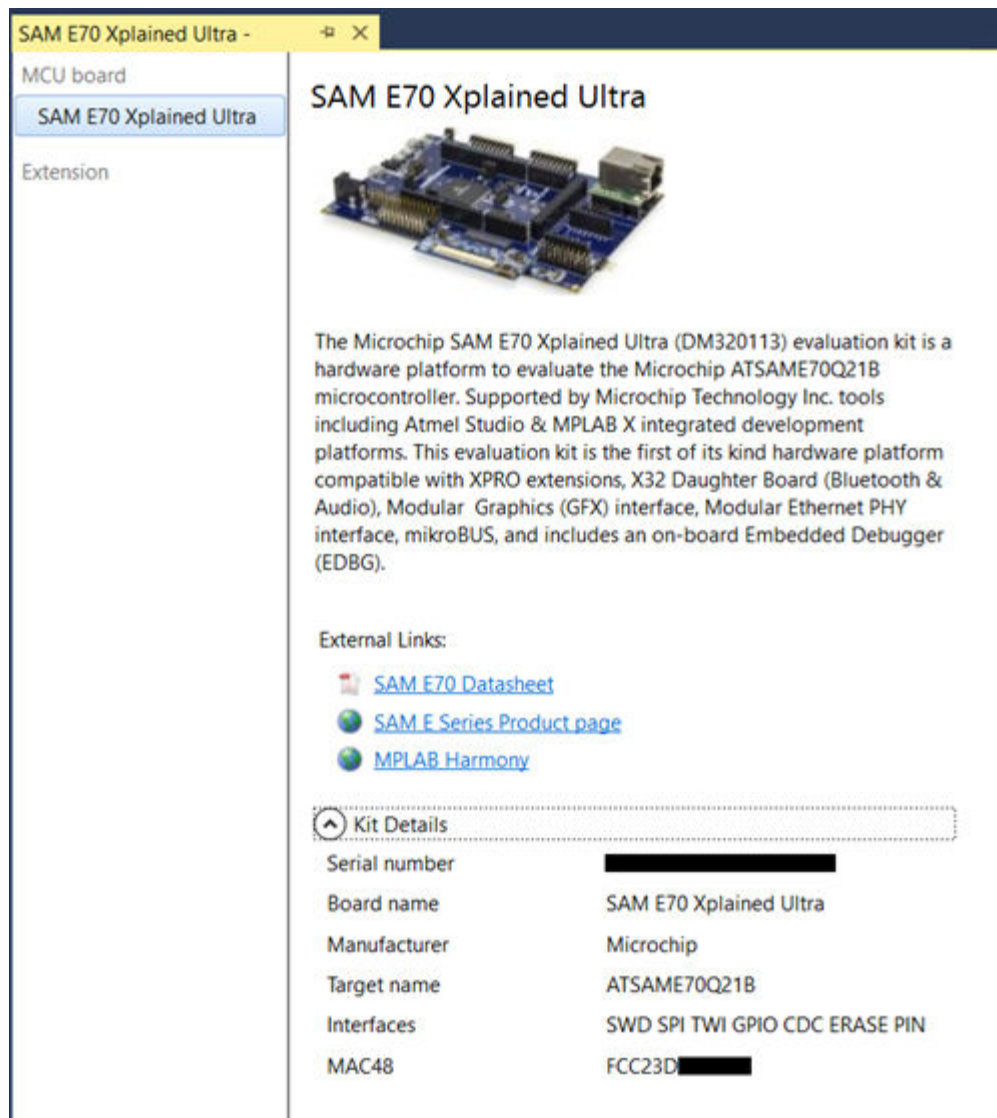 SAM E70 Xplained Ultra -
MCU board
SAM E70 Xplained Ultra
Extension
SAM E70 Xplained Ultra
The Microchip SAM E70 Xplained Ultra (DM320113) evaluation kit is a
hardware platform to evaluate the Microchip ATSAME70Q21B
microcontroller. Supported by Microchip Technology Inc. tools
including Atmel Studio & MPLAB X integrated development
platforms. This evaluation kit is the first of its kind hardware platform
compatible with XPRO extensions, X32 Daughter Board (Bluetooth &
Audio), Modular Graphics (GFX) interface, Modular Ethernet PHY
interface, mikroBUS, and includes an on-board Embedded Debugger
(EDBG).
External Links:
SAM E70 Datasheet
SAM E Series Product page
MPLAB Harmony
Kit Details
Serial number
Board name SAM E70 Xplained Ultra
Manufacturer Microchip
Target name ATSAME70Q21B
Interfaces SWD SPI TWI GPIO CDC ERASE PIN
MAC48 FCC23D